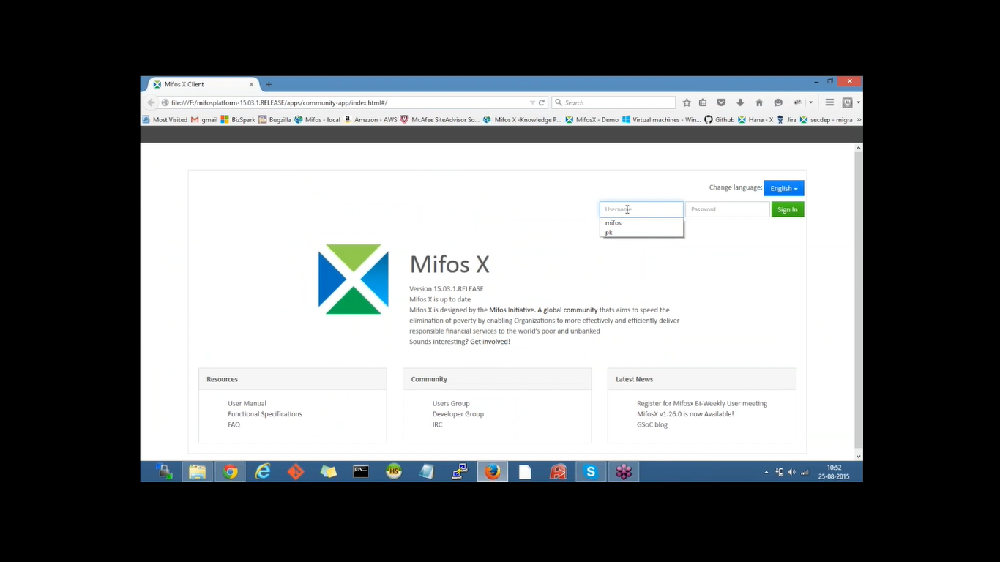 Mifos X Client
file:///F:/mifosplatform-15.03.1.RELEASE/apps/community-app/index.html#/
Search
Most Visited gmail BizSpark Bugzilla Mifos - local Amazon - AWS McAfee SiteAdvisor So... Mifos X -Knowledge P... MifosX - Demo Virtual machines - Win... Github Hana - X Jira secdep - migra
Change language: English
Username Password Sign In
mifos
pk
Mifos X
Version 15.03.1.RELEASE
Mifos X is up to date
Mifos X is designed by the Mifos Initiative. A global community thats aims to speed the
elimination of poverty by enabling Organizations to more effectively and efficiently deliver
responsible financial services to the world's poor and unbanked
Sounds interesting? Get involved!
Resources
User Manual
Functional Specifications
FAQ
Community
Users Group
Developer Group
IRC
Latest News
Register for Mifosx Bi-Weekly User meeting
MifosX v1.26.0 is now Available!
GSoC blog
HS
10:52
25-08-2015